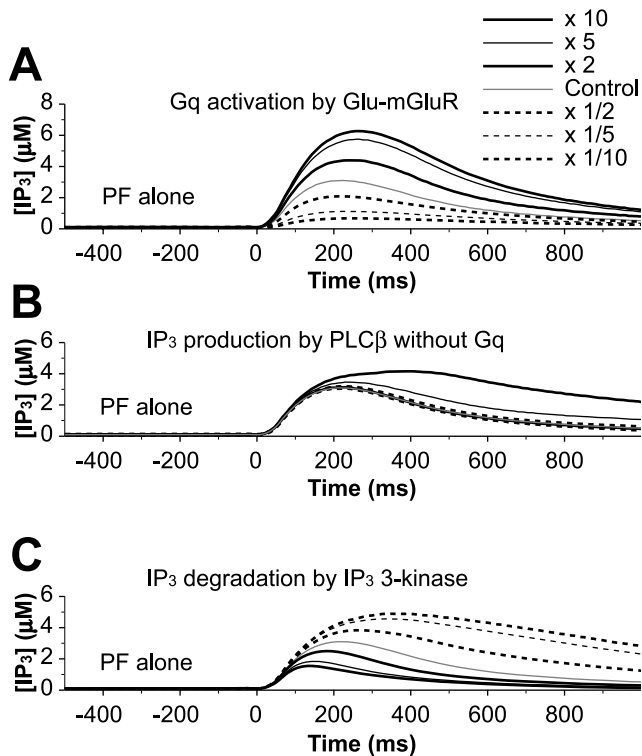 x 10
x 5
x 2
Control
x 1/2
x 1/5
x 1/10
A
Gq activation by Glu-mGluR
8
6
4
2
0
[IP3] (μM)
PF alone
-400 -200 0 200 400 600 800
Time (ms)
B
IP3 production by PLCβ without Gq
6
4
2
0
[IP3] (μM)
PF alone
-400 -200 0 200 400 600 800
Time (ms)
C
IP3 degradation by IP3 3-kinase
6
4
2
0
[IP3] (μM)
PF alone
-400 -200 0 200 400 600 800
Time (ms)